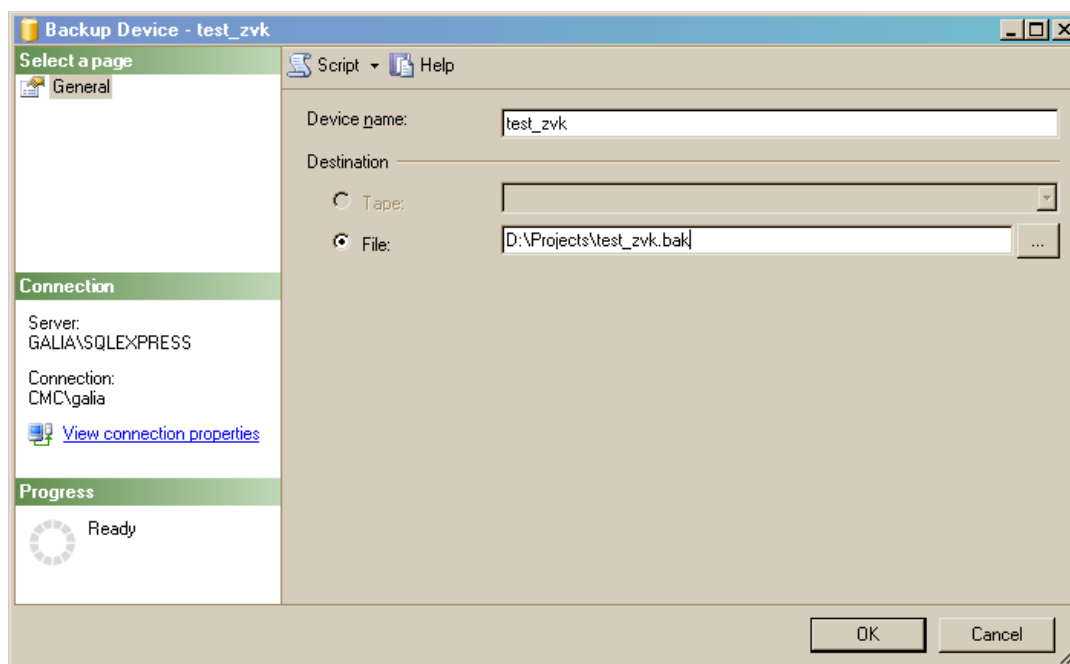 Backup Device - test_zvk
Select a page
General
Script Help
Device name:
test_zvk
Destination
Tape:
File:
D:\Projects\test_zvk.bak
...
Connection
Server:
GALIA\SQLEXPRESS
Connection:
CMC\galia
View connection properties
Progress
Ready
OK
Cancel